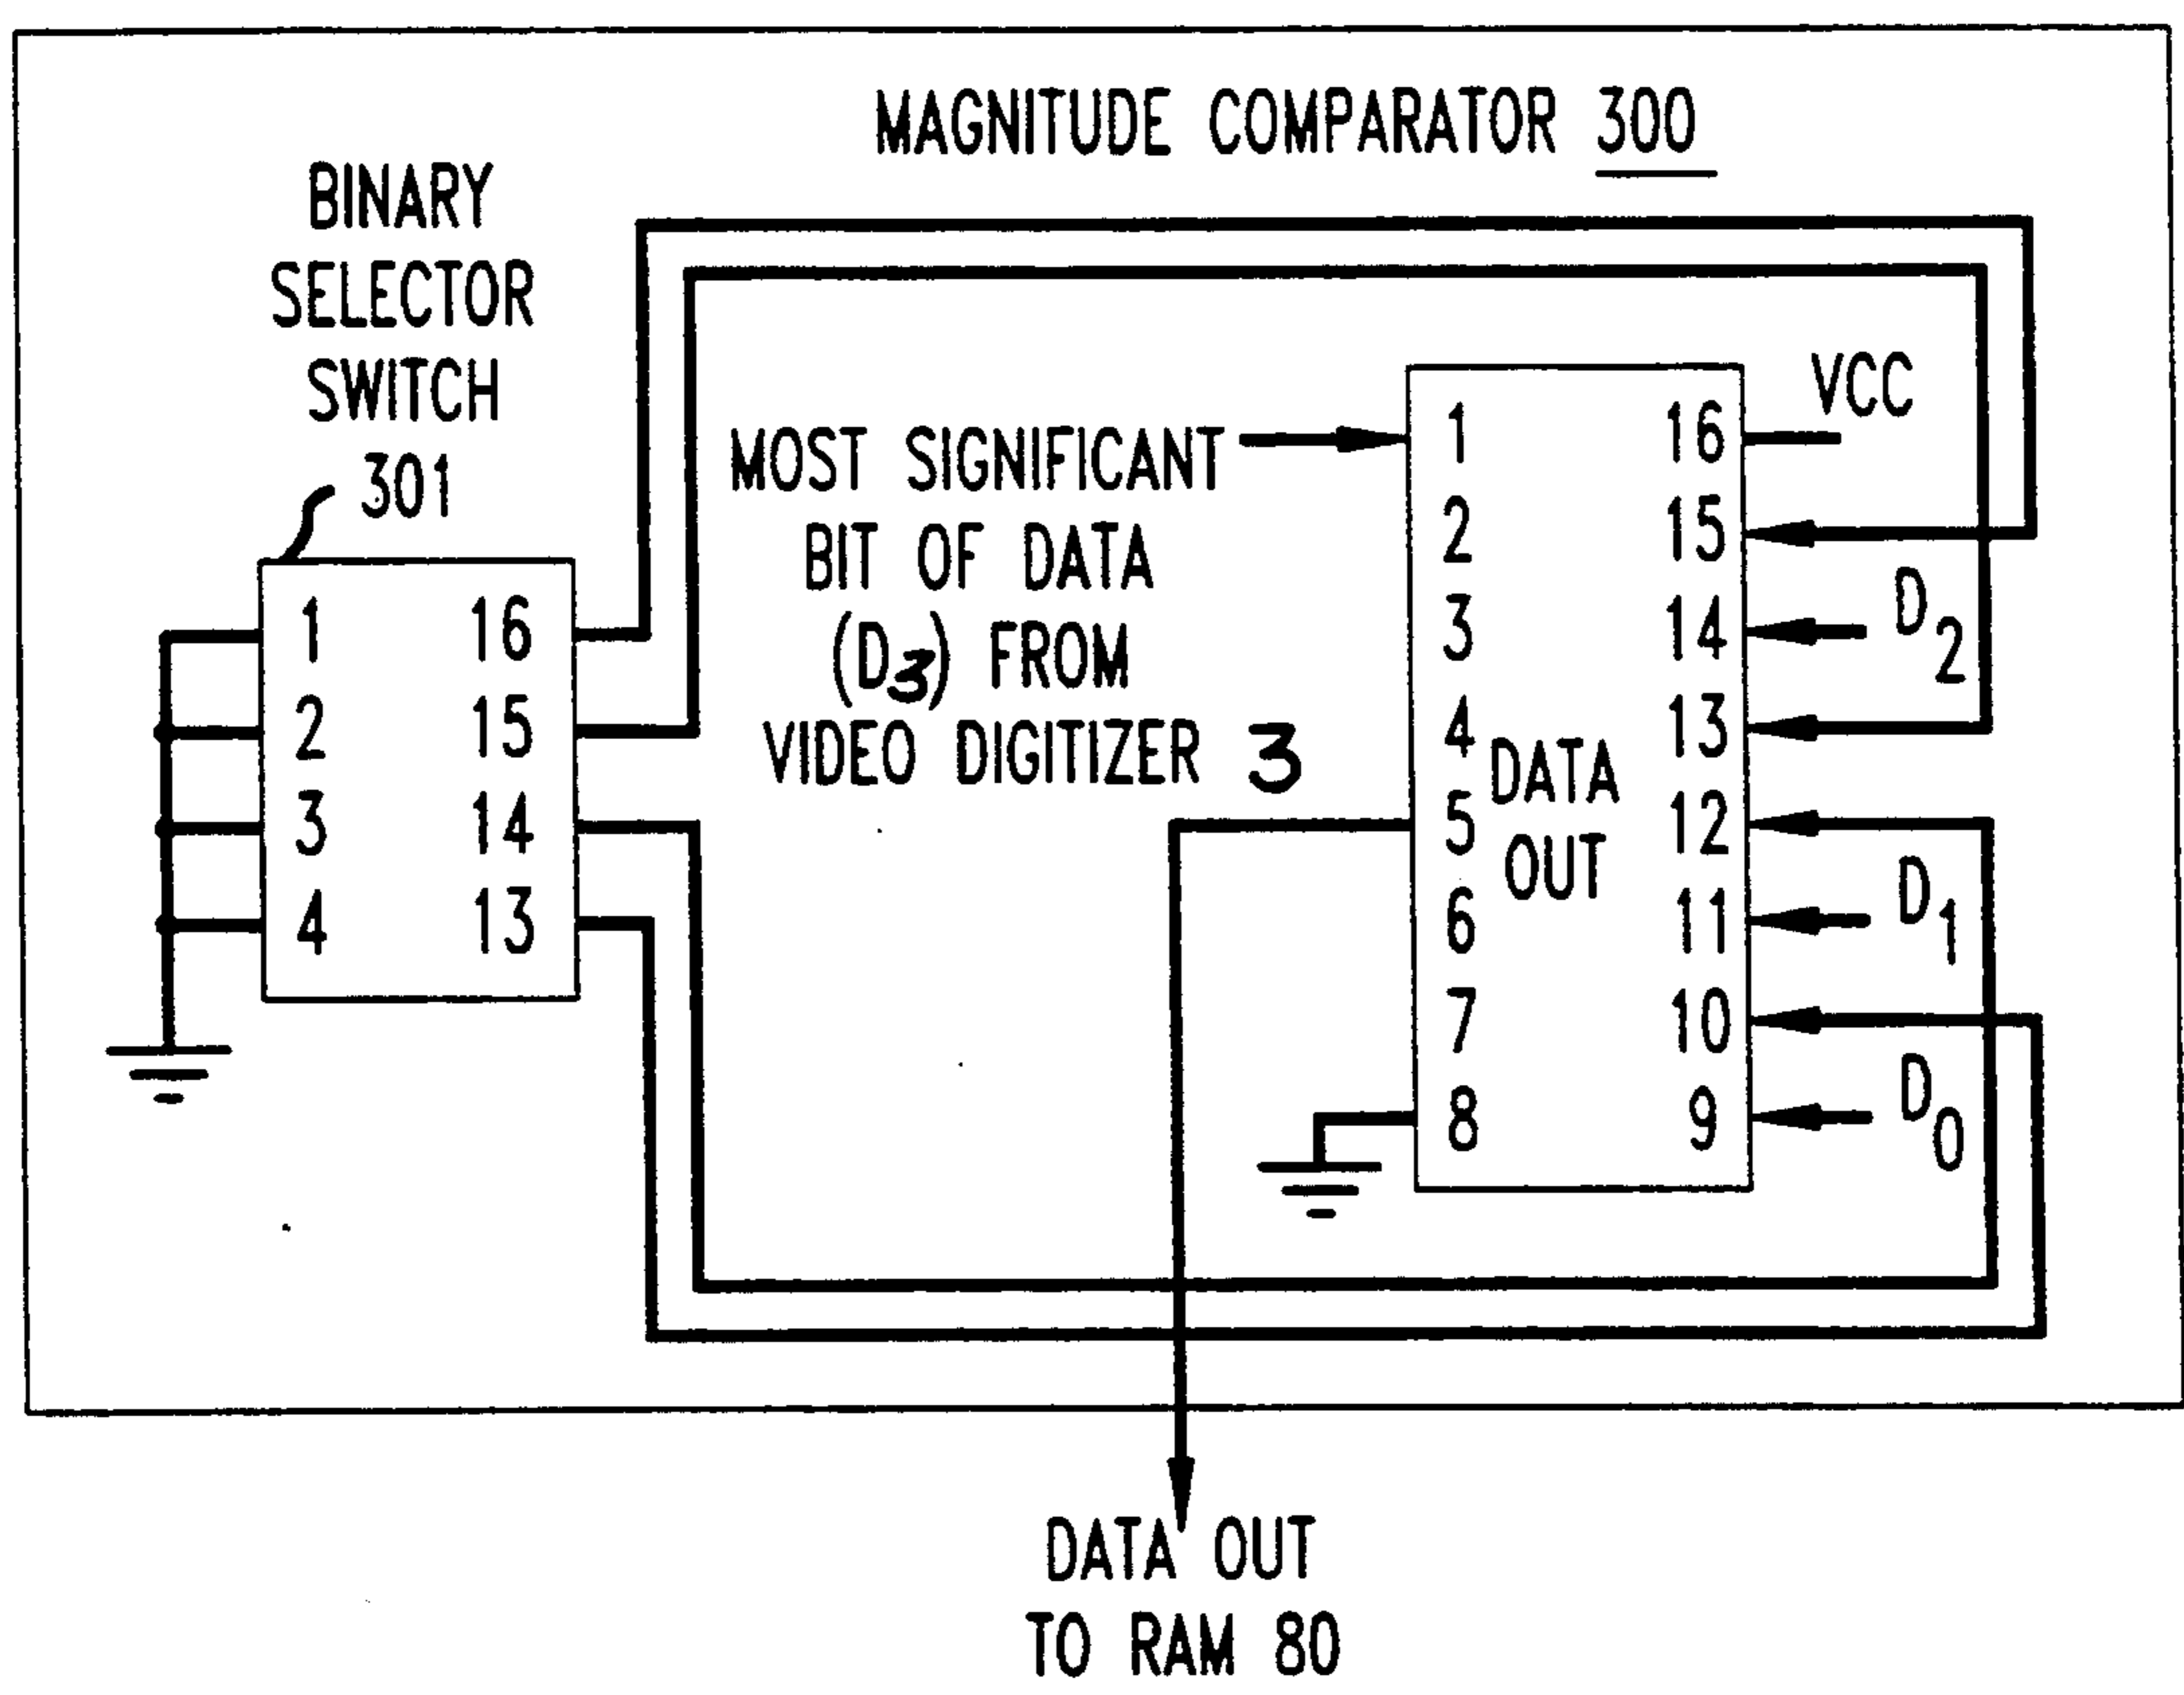 MAGNITUDE COMPARATOR 300
BINARY
SELECTOR
SWITCH
301
1 16
2 15
3 14
4 13
MOST SIGNIFICANT
BIT OF DATA
(D3) FROM
VIDEO DIGITIZER 3
1 16 VCC
2 15
3 14 D2
4 13
DATA
5 12
OUT
6 11 D1
7 10
8 9 D0
DATA OUT
TO RAM 80